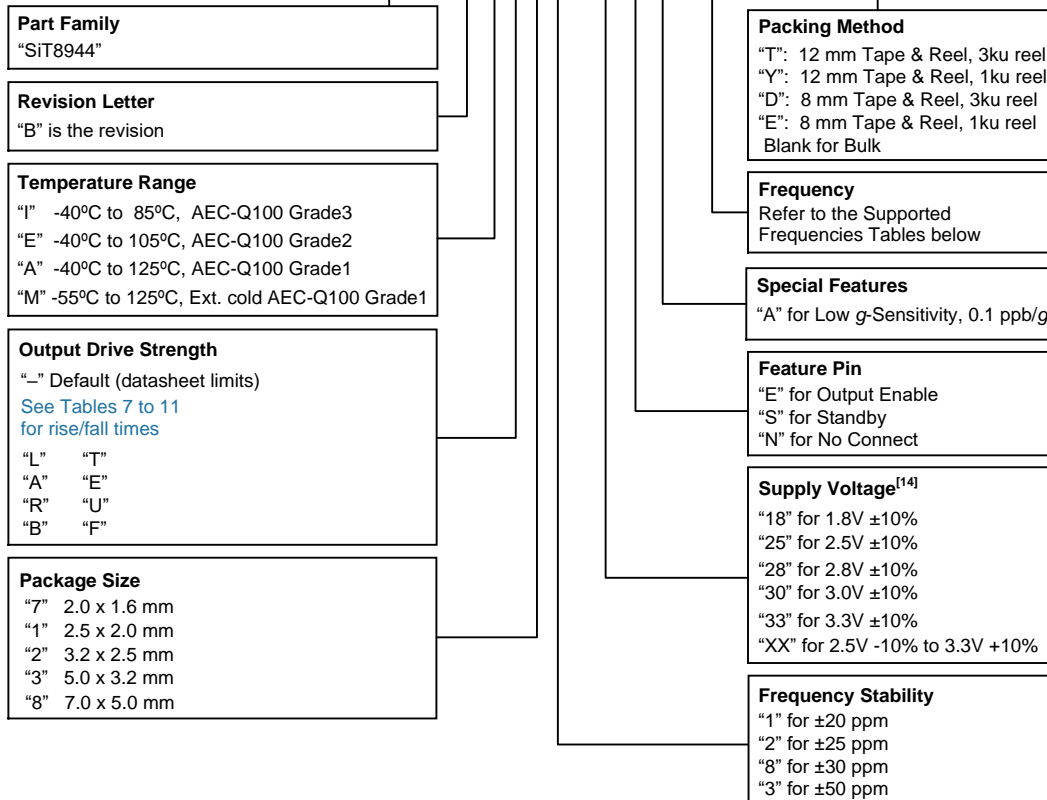 Part Family
“SiT8944”
Revision Letter
“B” is the revision
Temperature Range
“I” -40ºC to 85ºC, AEC-Q100 Grade3
“E” -40ºC to 105ºC, AEC-Q100 Grade2
“A” -40ºC to 125ºC, AEC-Q100 Grade1
“M” -55ºC to 125ºC, Ext. cold AEC-Q100 Grade1
Output Drive Strength
“–” Default (datasheet limits)
See Tables 7 to 11
for rise/fall times
“L” “T”
“A” “E”
“R” “U”
“B” “F”
Package Size
“7” 2.0 x 1.6 mm
“1” 2.5 x 2.0 mm
“2” 3.2 x 2.5 mm
“3” 5.0 x 3.2 mm
“8” 7.0 x 5.0 mm
Packing Method
“T”: 12 mm Tape & Reel, 3ku reel
“Y”: 12 mm Tape & Reel, 1ku reel
“D”: 8 mm Tape & Reel, 3ku reel
“E”: 8 mm Tape & Reel, 1ku reel
Blank for Bulk
Frequency
Refer to the Supported
Frequencies Tables below
Special Features
“A” for Low g-Sensitivity, 0.1 ppb/g
Feature Pin
“E” for Output Enable
“S” for Standby
“N” for No Connect
Supply Voltage[14]
“18” for 1.8V ±10%
“25” for 2.5V ±10%
“28” for 2.8V ±10%
“30” for 3.0V ±10%
“33” for 3.3V ±10%
“XX” for 2.5V -10% to 3.3V +10%
Frequency Stability
“1” for ±20 ppm
“2” for ±25 ppm
“8” for ±30 ppm
“3” for ±50 ppm